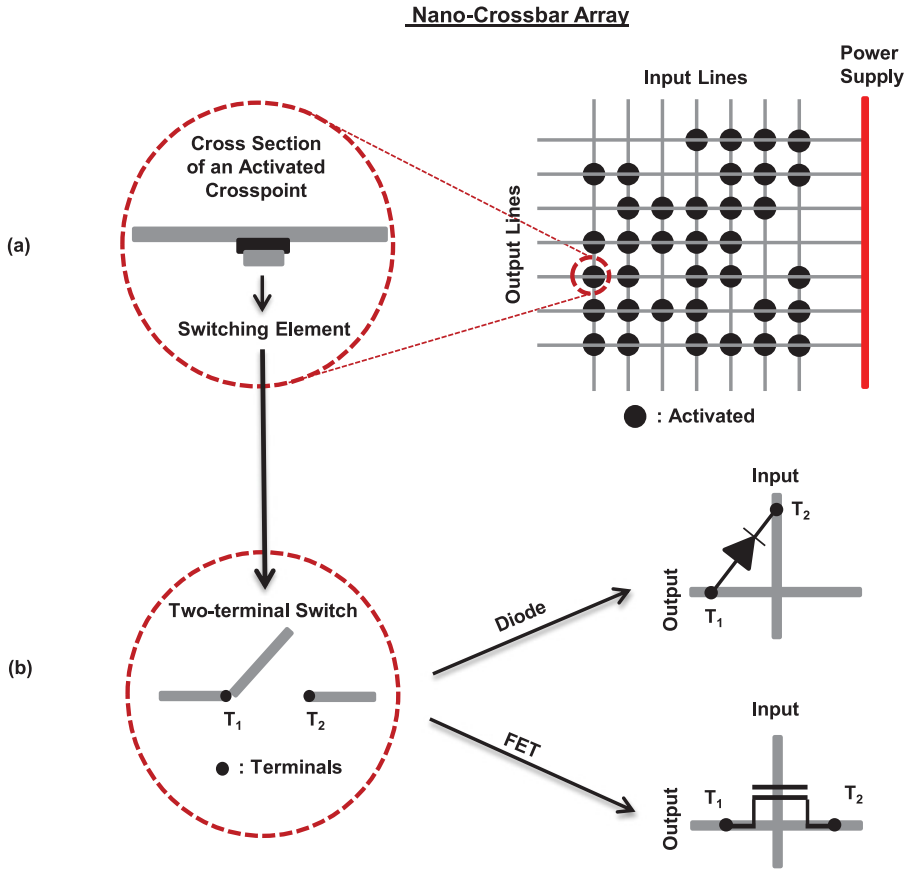 Nano-Crossbar Array
Power
Supply
Input Lines
Cross Section
of an Activated
Crosspoint
Output Lines
(a)
Switching Element
: Activated
Input
T2
Two-terminal Switch
Diode
Output
T1
(b)
T1
T2
FET
Input
: Terminals
T1
T2
Output